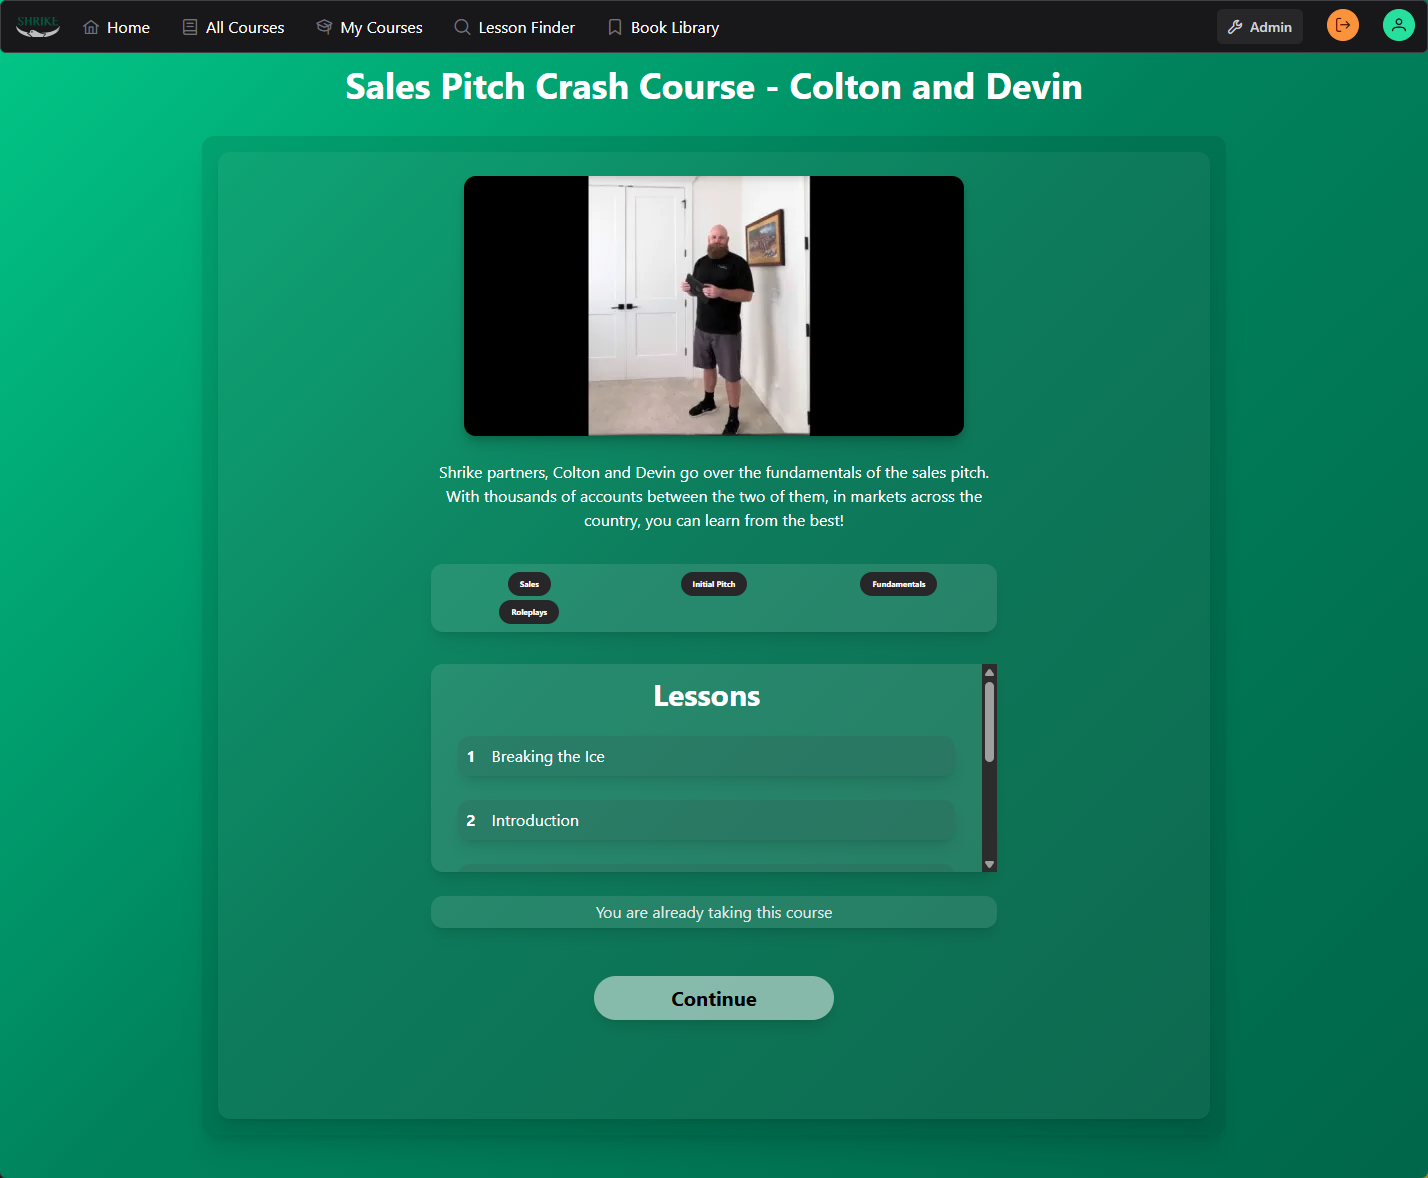 SHRIKE
Home
All Courses
My Courses
Lesson Finder
Book Library
Admin
Sales Pitch Crash Course - Colton and Devin
Shrike partners, Colton and Devin go over the fundamentals of the sales pitch.
With thousands of accounts between the two of them, in markets across the
country, you can learn from the best!
Sales
Initial Pitch
Fundamentals
Roleplays
Lessons
1 Breaking the Ice
2 Introduction
You are already taking this course
Continue